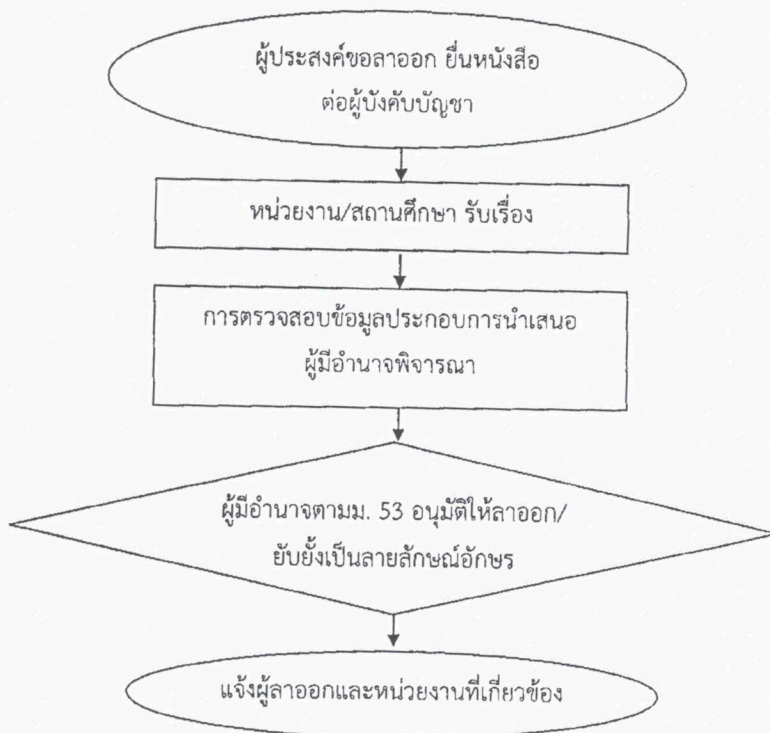 ผู้ประสงค์ขอลาออก ยื่นหนังสือ
ต่อผู้บังคับบัญชา
หน่วยงาน/สถานศึกษา รับเรื่อง
การตรวจสอบข้อมูลประกอบการนำเสนอ
ผู้มีอำนาจพิจารณา
ผู้มีอำนาจตามม. 53 อนุมัติให้ลาออก/
ยับยั้งเป็นลายลักษณ์อักษร
แจ้งผู้ลาออกและหน่วยงานที่เกี่ยวข้อง